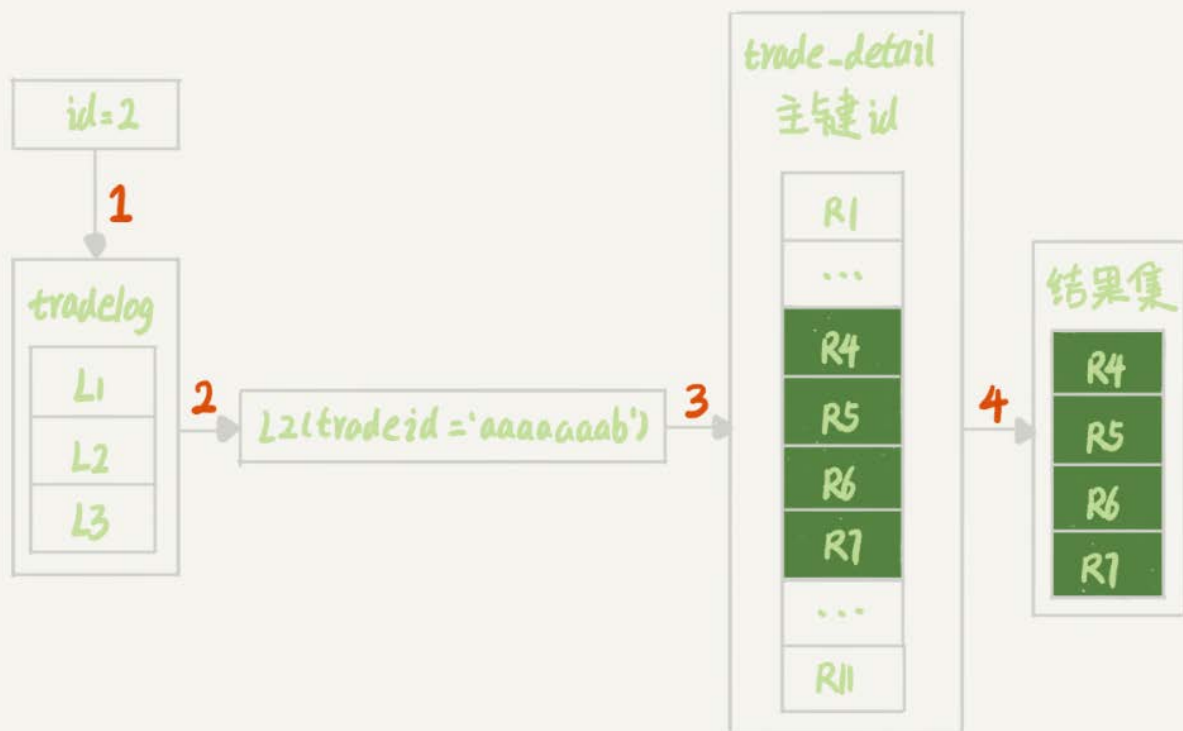 id=2
1
tradelog
L1
L2
L3
2
L2(tradeid='aaaaaaab')
3
trade_detail
主键id
R1
...
R4
R5
R6
R7
...
R11
4
结果集
R4
R5
R6
R7